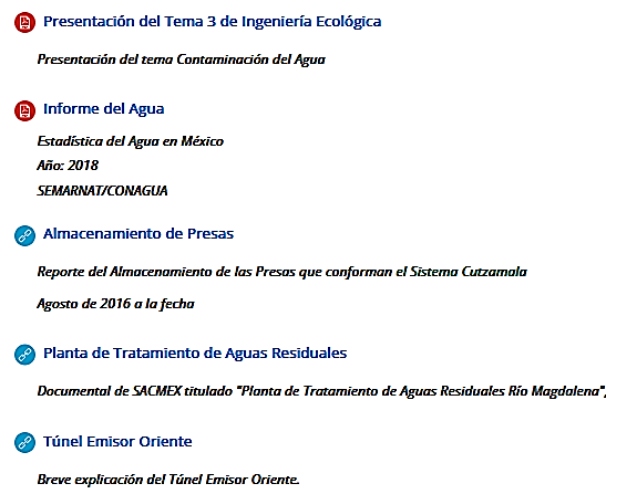 Presentación del Tema 3 de Ingeniería Ecológica
Presentación del tema Contaminación del Agua
Informe del Agua
Estadística del Agua en México
Año: 2018
SEMARNAT/CONAGUA
Almacenamiento de Presas
Reporte del Almacenamiento de las Presas que conforman el Sistema Cutzamala
Agosto de 2016 a la fecha
Planta de Tratamiento de Aguas Residuales
Documental de SACMEX titulado "Planta de Tratamiento de Aguas Residuales Río Magdalena",
Túnel Emisor Oriente
Breve explicación del Túnel Emisor Oriente.